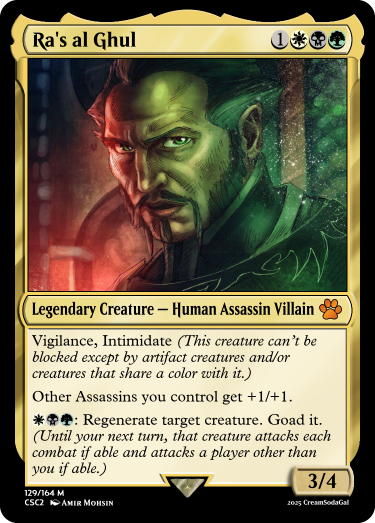 Ra's al Ghul 1
Legendary Creature — Human Assassin Villain
Vigilance, Intimidate (This creature can't be
blocked except by artifact creatures and/or
creatures that share a color with it.)
Other Assassins you control get +1/+1.
: Regenerate target creature. Goad it.
(Until your next turn, that creature attacks each
combat if able and attacks a player other than
you if able.)
3/4
129/164 M
CSC2 Amir Mohsin
2025 CreamSodaGal